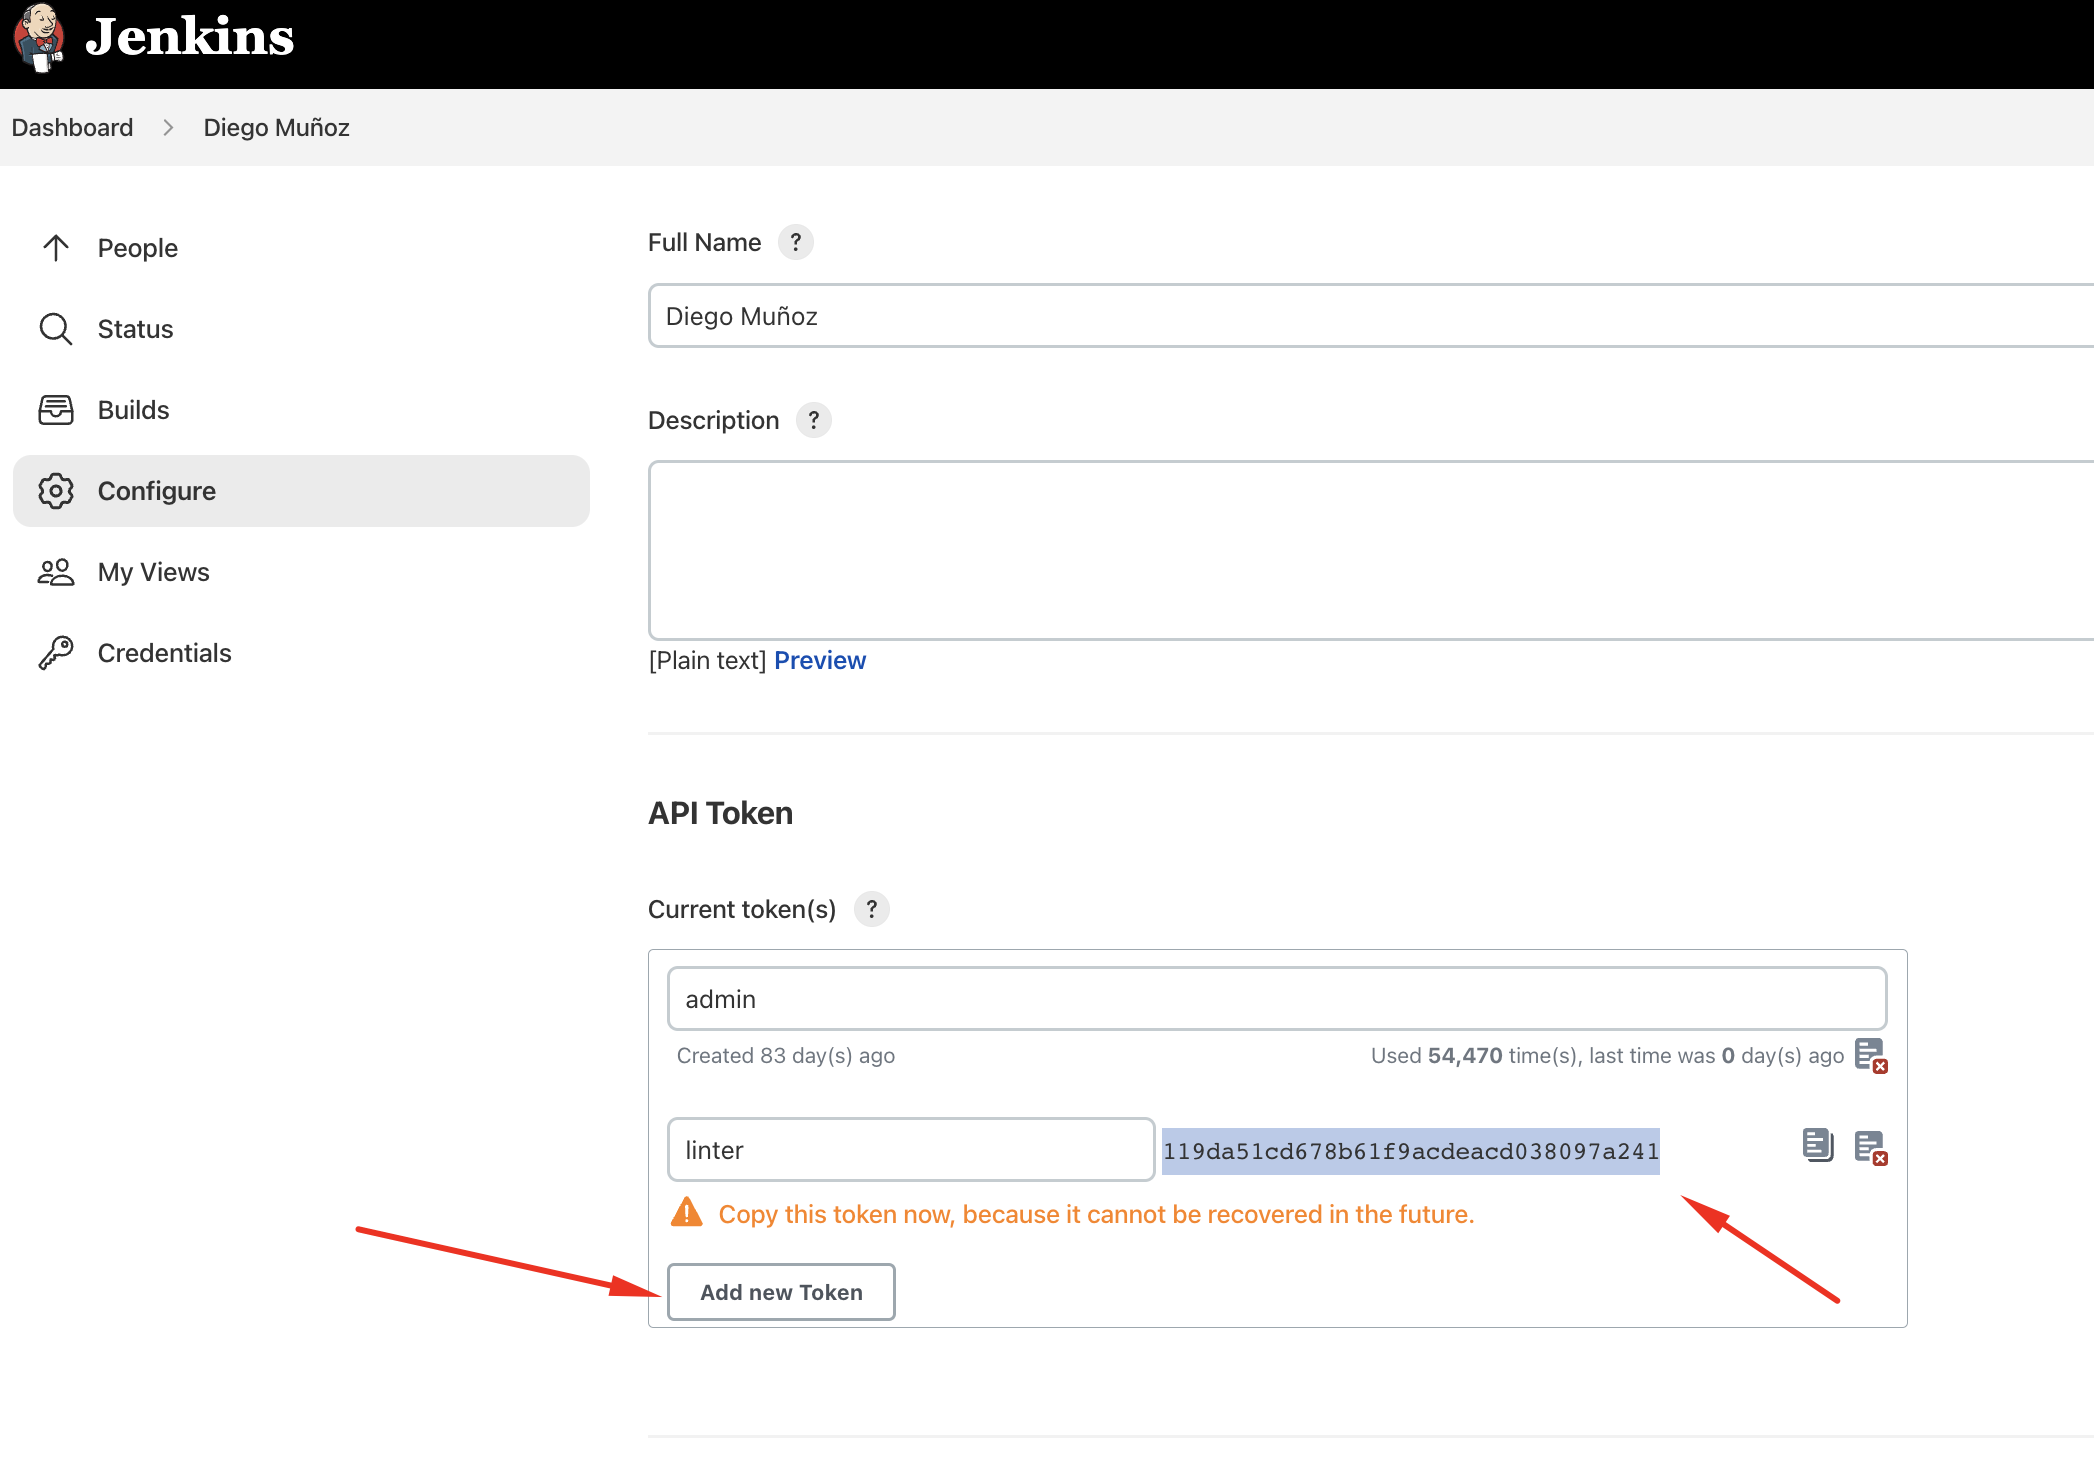 Jenkins
Dashboard > Diego Muñoz
People
Status
Builds
Configure
My Views
Credentials
Full Name ?
Diego Muñoz
Description ?
[Plain text] Preview
API Token
Current token(s) ?
admin
Created 83 day(s) ago Used 54,470 time(s), last time was 0 day(s) ago
linter 119da51cd678b61f9acdeacd038097a241
Copy this token now, because it cannot be recovered in the future.
Add new Token